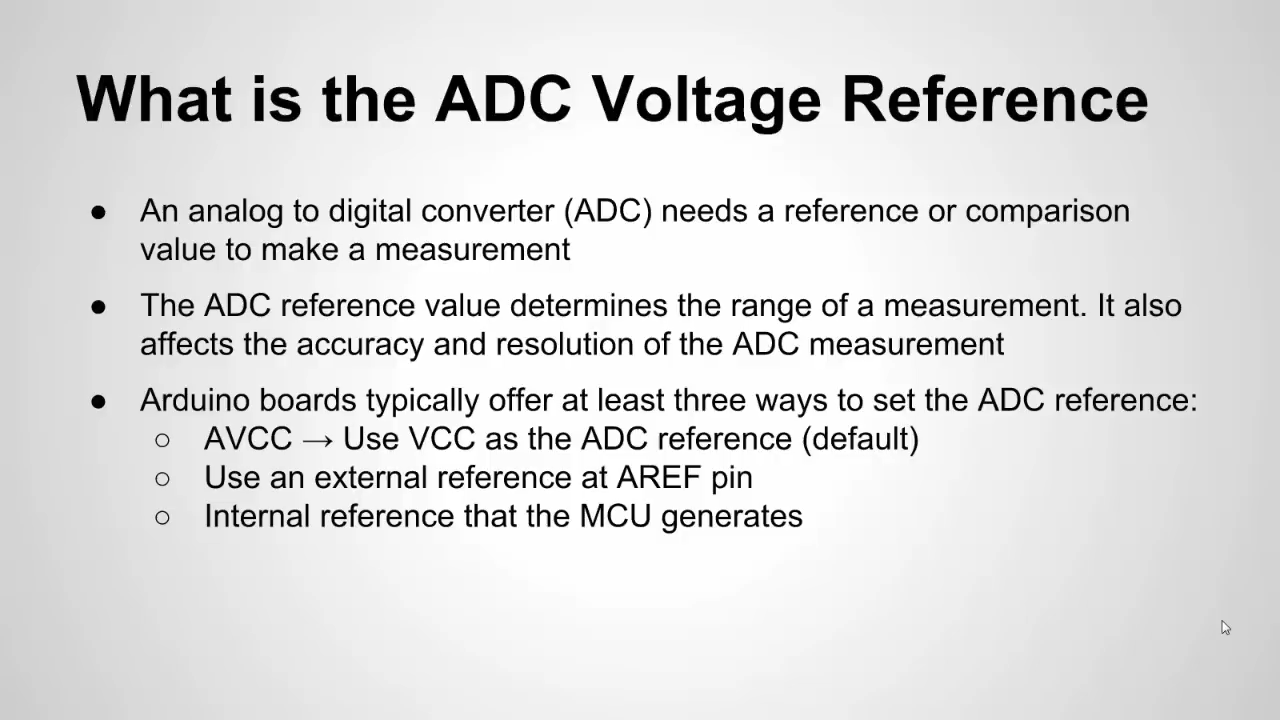 What is the ADC Voltage Reference
● An analog to digital converter (ADC) needs a reference or comparison
value to make a measurement
● The ADC reference value determines the range of a measurement. It also
affects the accuracy and resolution of the ADC measurement
● Arduino boards typically offer at least three ways to set the ADC reference:
○ AVCC → Use VCC as the ADC reference (default)
○ Use an external reference at AREF pin
○ Internal reference that the MCU generates